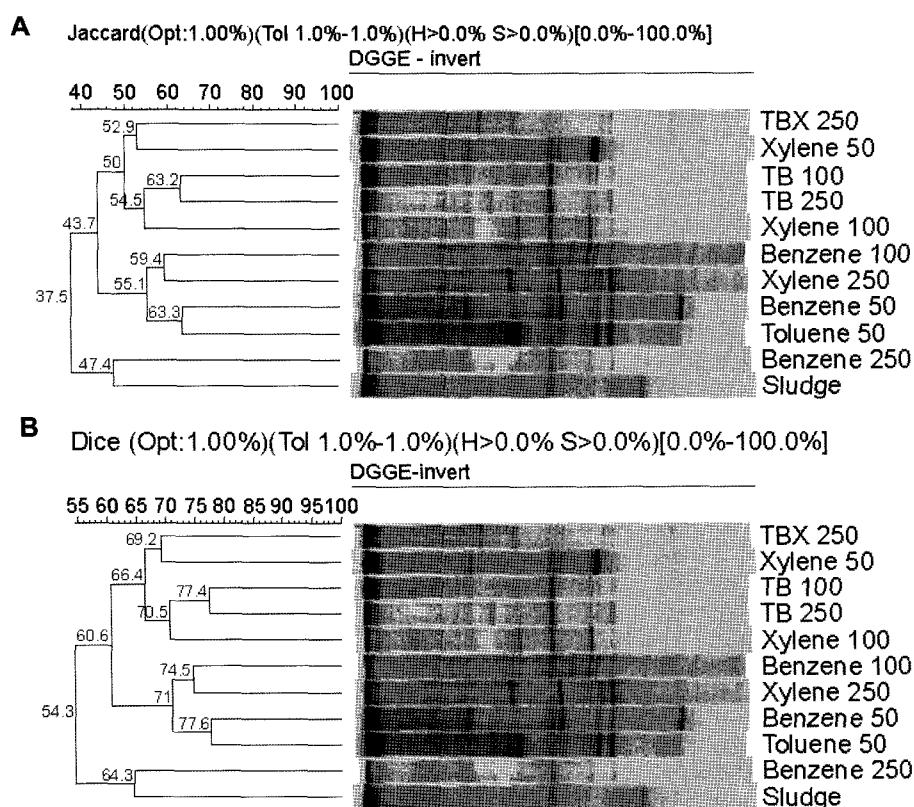 A
Jaccard(Opt:1.00%)(Tol 1.0%-1.0%)(H>0.0% S>0.0%)[0.0%-100.0%]
DGGE - invert
40 50 60 70 80 90 100
TBX 250
52.9
Xylene 50
50
TB 100
63.2
TB 250
54.5
Xylene 100
43.7
Benzene 100
59.4
Xylene 250
55.1
37.5
Benzene 50
63.3
Toluene 50
Benzene 250
47.4
Sludge
B
Dice (Opt:1.00%)(Tol 1.0%-1.0%)(H>0.0% S>0.0%)[0.0%-100.0%]
DGGE-invert
55 60 65 70 75 80 85 90 95100
TBX 250
69.2
Xylene 50
66.4
TB 100
77.4
TB 250
70.5
Xylene 100
60.6
Benzene 100
74.5
Xylene 250
71
54.3
Benzene 50
77.6
Toluene 50
Benzene 250
64.3
Sludge